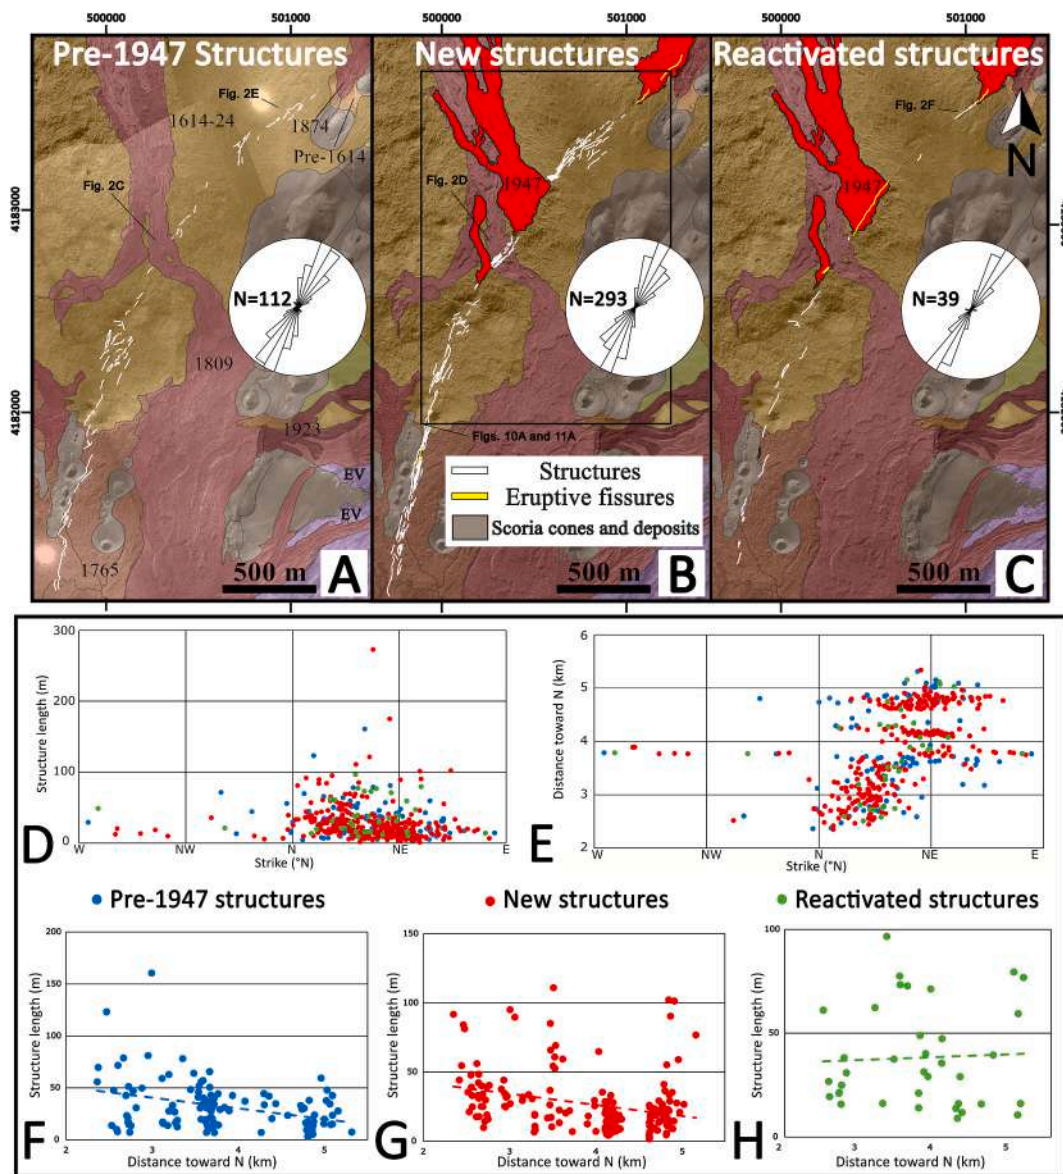 500000 501000 500000 501000 500000 501000
Pre-1947 Structures New structures Reactivated structures
Fig. 2E
1614-24
1874
Pre-1614
Fig. 2C
4183000
N=112
1809
4182000
1923
EV
EV
1765
500 m
A
1947
Fig. 2D
N=293
Figs. 10A and 11A
Structures
Eruptive fissures
Scoria cones and deposits
500 m
B
Fig. 2F
N
1947
N=39
500 m
C
Structure length (m)
300
200
100
0
W NW N NE E
Strike (°N)
D
Distance toward N (km)
6
5
4
3
2
W NW N NE E
Strike (°N)
E
Pre-1947 structures New structures Reactivated structures
Structure length (m)
200
150
100
50
0
2 3 4 5
Distance toward N (km)
F
Structure length (m)
150
100
50
0
2 3 4 5
Distance toward N (km)
G
Structure length (m)
100
50
0
2 3 4 5
Distance toward N (km)
H